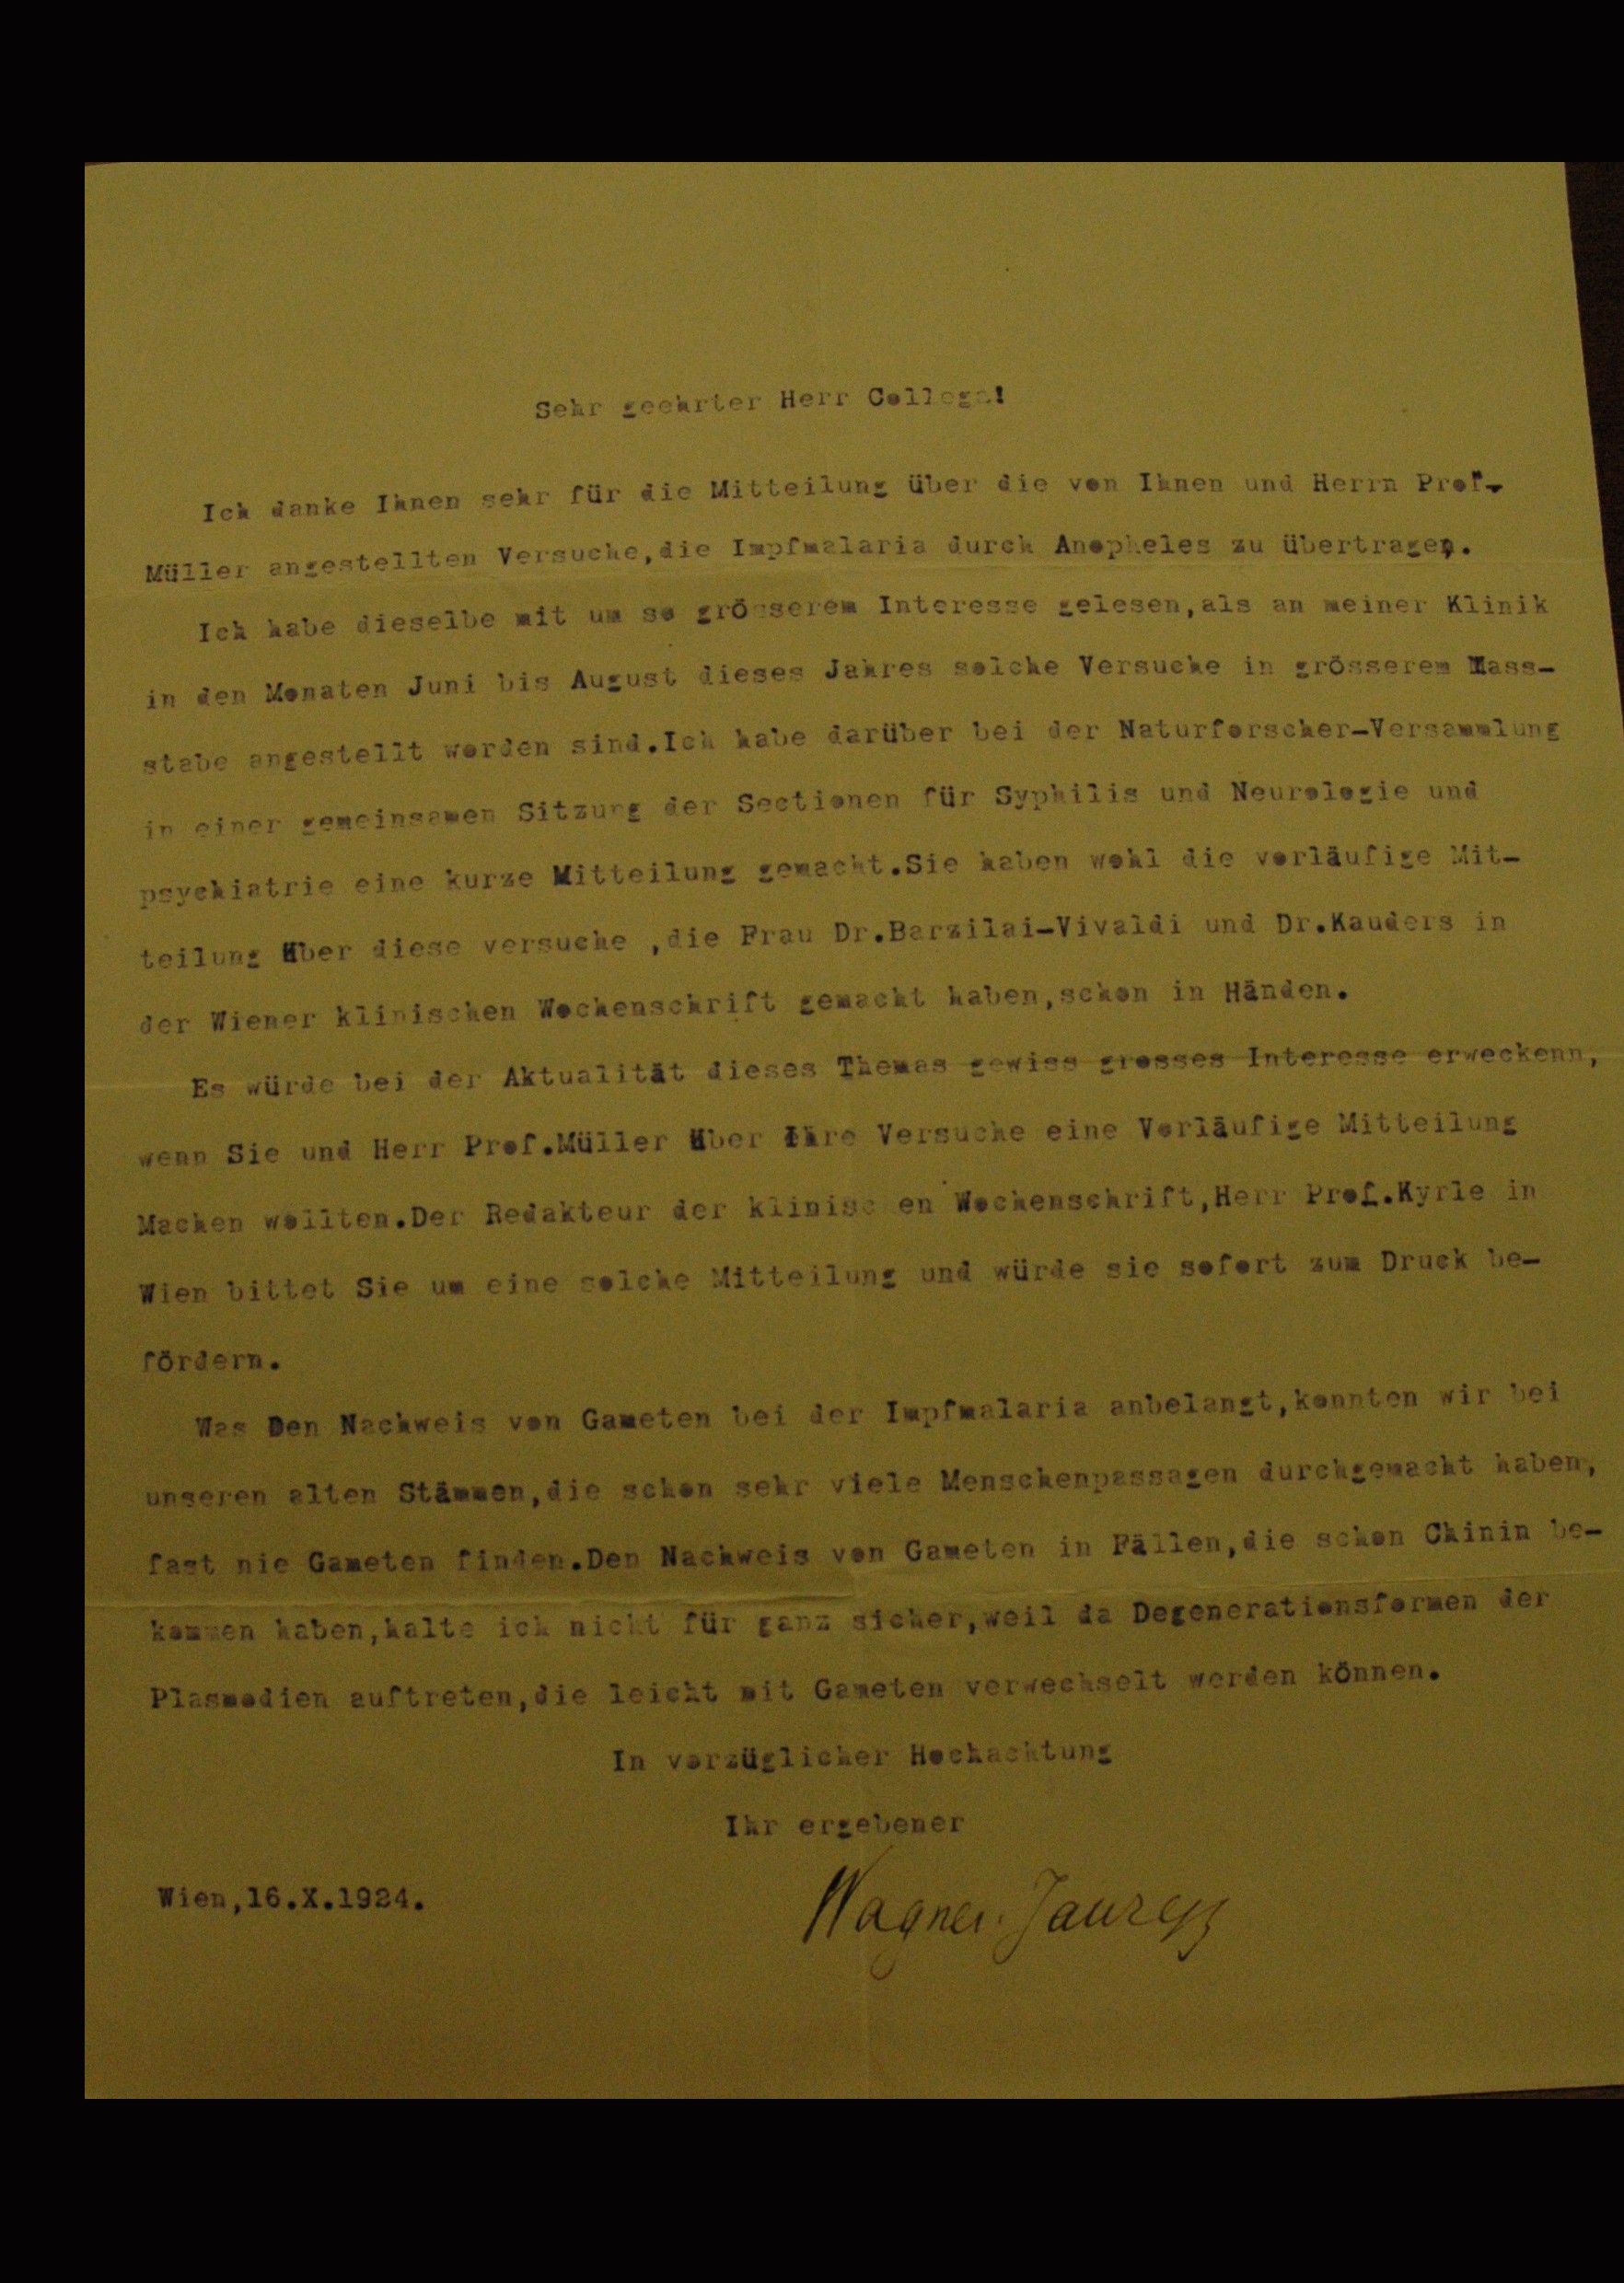 Sehr geehrter Herr College!
Ich danke Ihnen sehr für die Mitteilung über die von Ihnen und Herrn Prof.
Müller angestellten Versuche,die Impfmalaria durch Anopheles zu übertragen.
Ich habe dieselbe mit um so grösserem Interesse gelesen,als an meiner Klinik
in den Monaten Juni bis August dieses Jahres solche Versuche in grösserem Mass-
stabe angestellt worden sind.Ich habe darüber bei der Naturforscher-Versammlung
in einer gemeinsamen Sitzung der Sectionen für Syphilis und Neurologie und
psychiatrie eine kurze Mitteilung gemacht.Sie haben wohl die vorläufige Mit-
teilung über diese versuche ,die Frau Dr.Barzilai-Vivaldi und Dr.Kauders in
der Wiener klinischen Wochenschrift gemacht haben,schon in Händen.
Es würde bei der Aktualität dieses Themas gewiss grosses Interesse erweckenn,
wenn Sie und Herr Prof.Müller über Ihre Versuche eine Vorläufige Mitteilung
Machen wollten.Der Redakteur der klinisc en Wochenschrift,Herr Prof.Kyrle in
Wien bittet Sie um eine solche Mitteilung und würde sie sofort zum Druck be-
fördern.
Was Den Nachweis von Gameten bei der Impfmalaria anbelangt,konnten wir bei
unseren alten Stämmen,die schon sehr viele Menschenpassagen durchgemacht haben,
fast nie Gameten finden.Den Nachweis von Gameten in Fällen,die schon Chinin be-
kommen haben,halte ich nicht für ganz sicher,weil da Degenerationsformen der
Plasmodien auftreten,die leicht mit Gameten verwechselt werden können.
In vorzüglicher Hochachtung
Ihr ergebener
Wien,16.X.1924.
Wagner-Jauregg